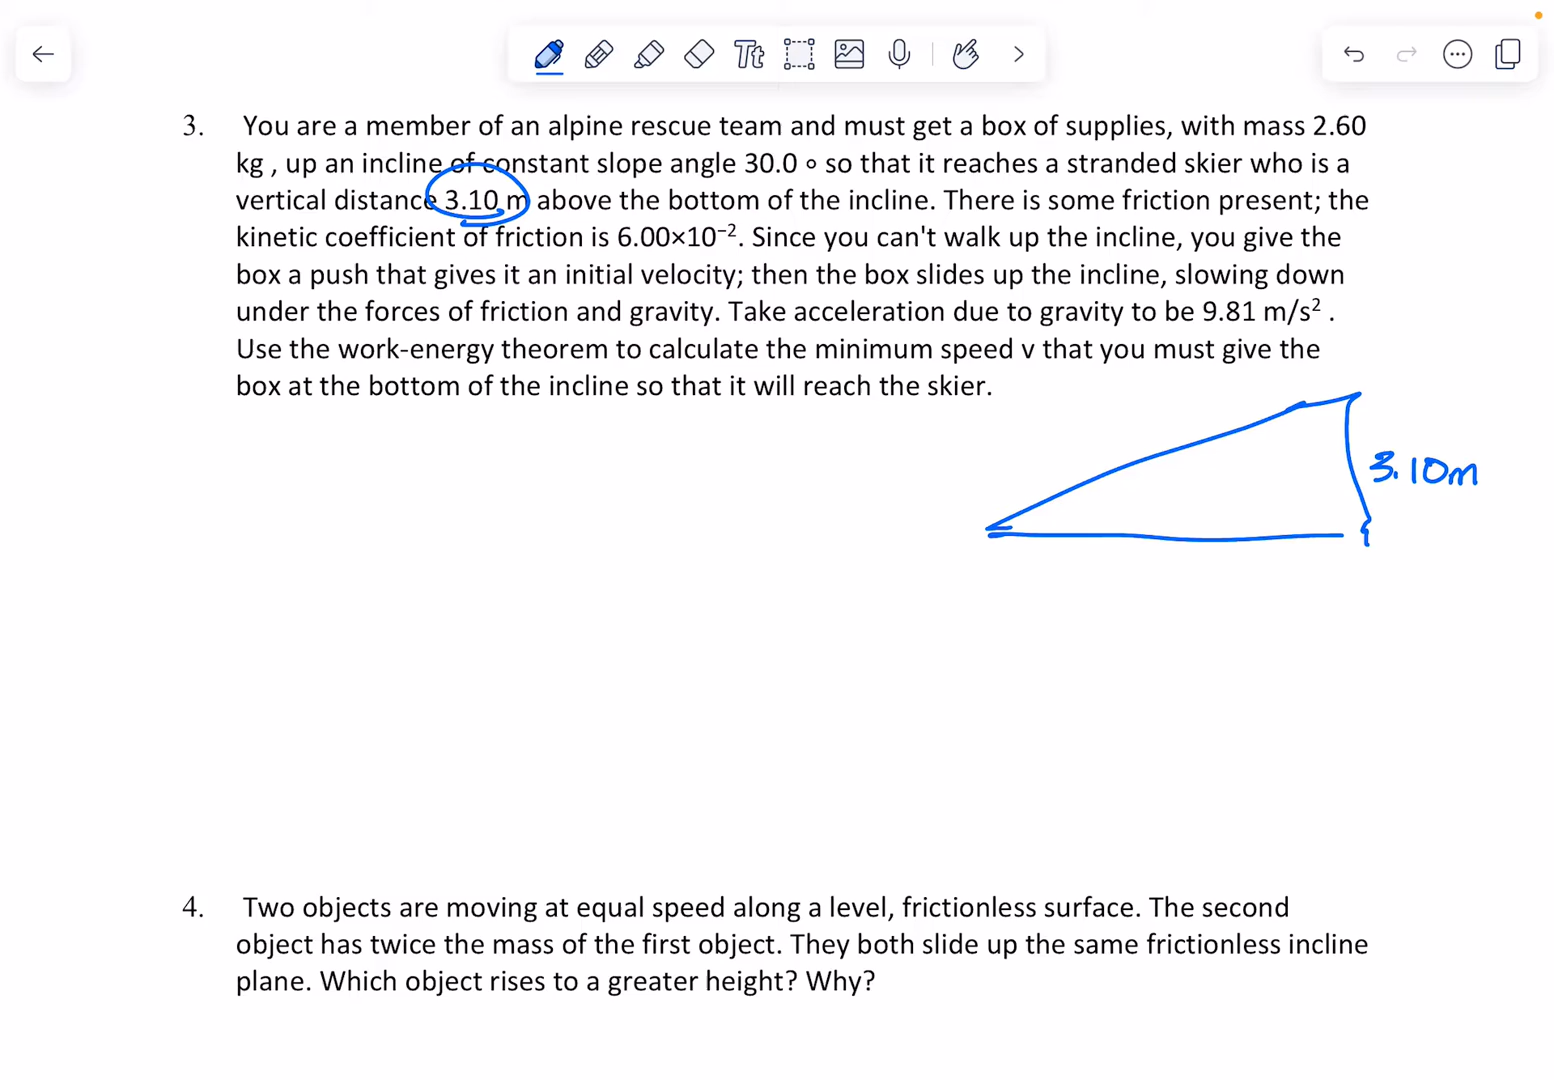 Tt
3. You are a member of an alpine rescue team and must get a box of supplies, with mass 2.60
kg , up an incline of constant slope angle 30.0 ∘ so that it reaches a stranded skier who is a
vertical distance 3.10 m above the bottom of the incline. There is some friction present; the
kinetic coefficient of friction is 6.00×10⁻². Since you can't walk up the incline, you give the
box a push that gives it an initial velocity; then the box slides up the incline, slowing down
under the forces of friction and gravity. Take acceleration due to gravity to be 9.81 m/s² .
Use the work-energy theorem to calculate the minimum speed v that you must give the
box at the bottom of the incline so that it will reach the skier.
3.10m
4. Two objects are moving at equal speed along a level, frictionless surface. The second
object has twice the mass of the first object. They both slide up the same frictionless incline
plane. Which object rises to a greater height? Why?